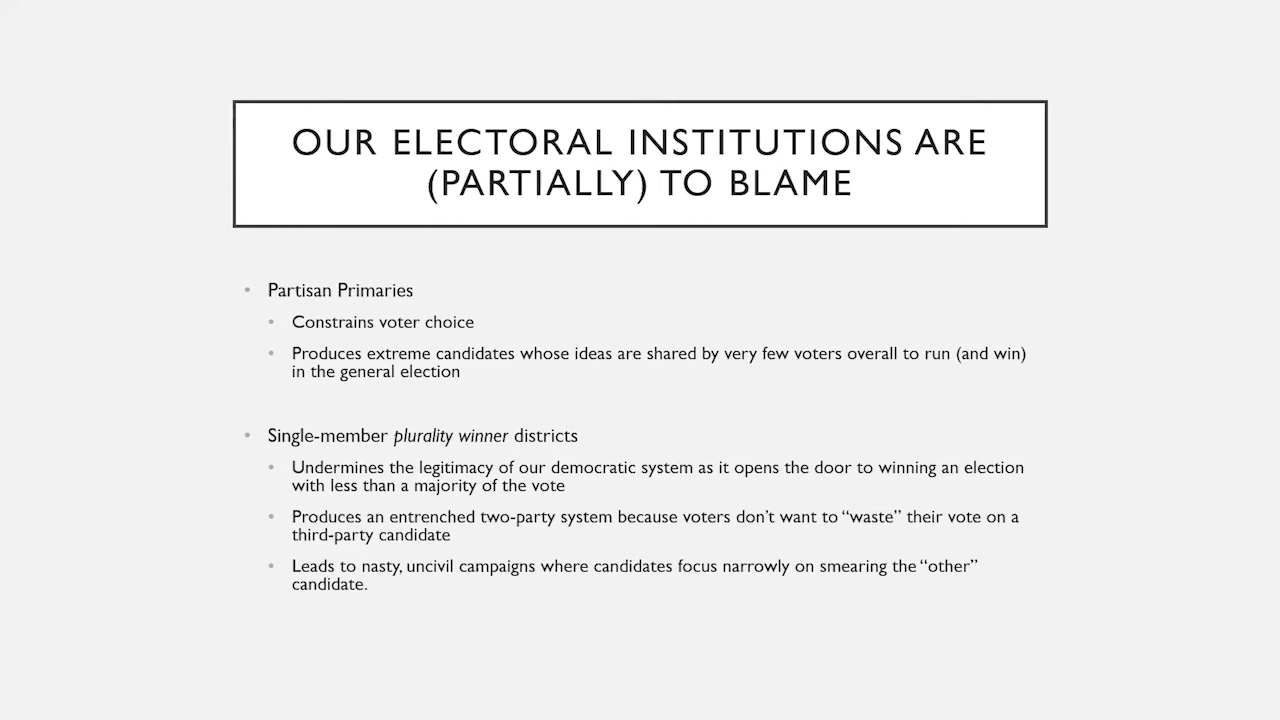 OUR ELECTORAL INSTITUTIONS ARE
(PARTIALLY) TO BLAME
• Partisan Primaries
• Constrains voter choice
• Produces extreme candidates whose ideas are shared by very few voters overall to run (and win)
in the general election
• Single-member plurality winner districts
• Undermines the legitimacy of our democratic system as it opens the door to winning an election
with less than a majority of the vote
• Produces an entrenched two-party system because voters don’t want to “waste” their vote on a
third-party candidate
• Leads to nasty, uncivil campaigns where candidates focus narrowly on smearing the “other”
candidate.